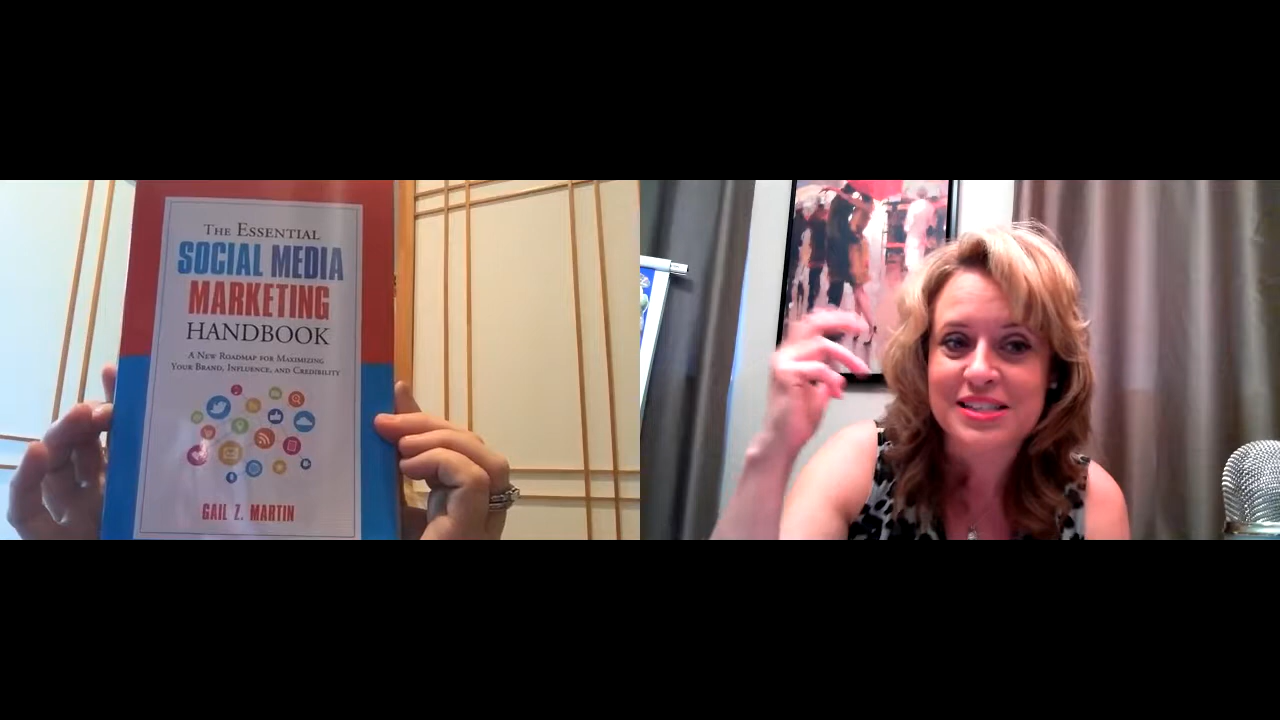 THE ESSENTIAL
SOCIAL MEDIA
MARKETING
HANDBOOK
A NEW ROADMAP FOR MAXIMIZING
YOUR BRAND, INFLUENCE, AND CREDIBILITY
GAIL Z. MARTIN